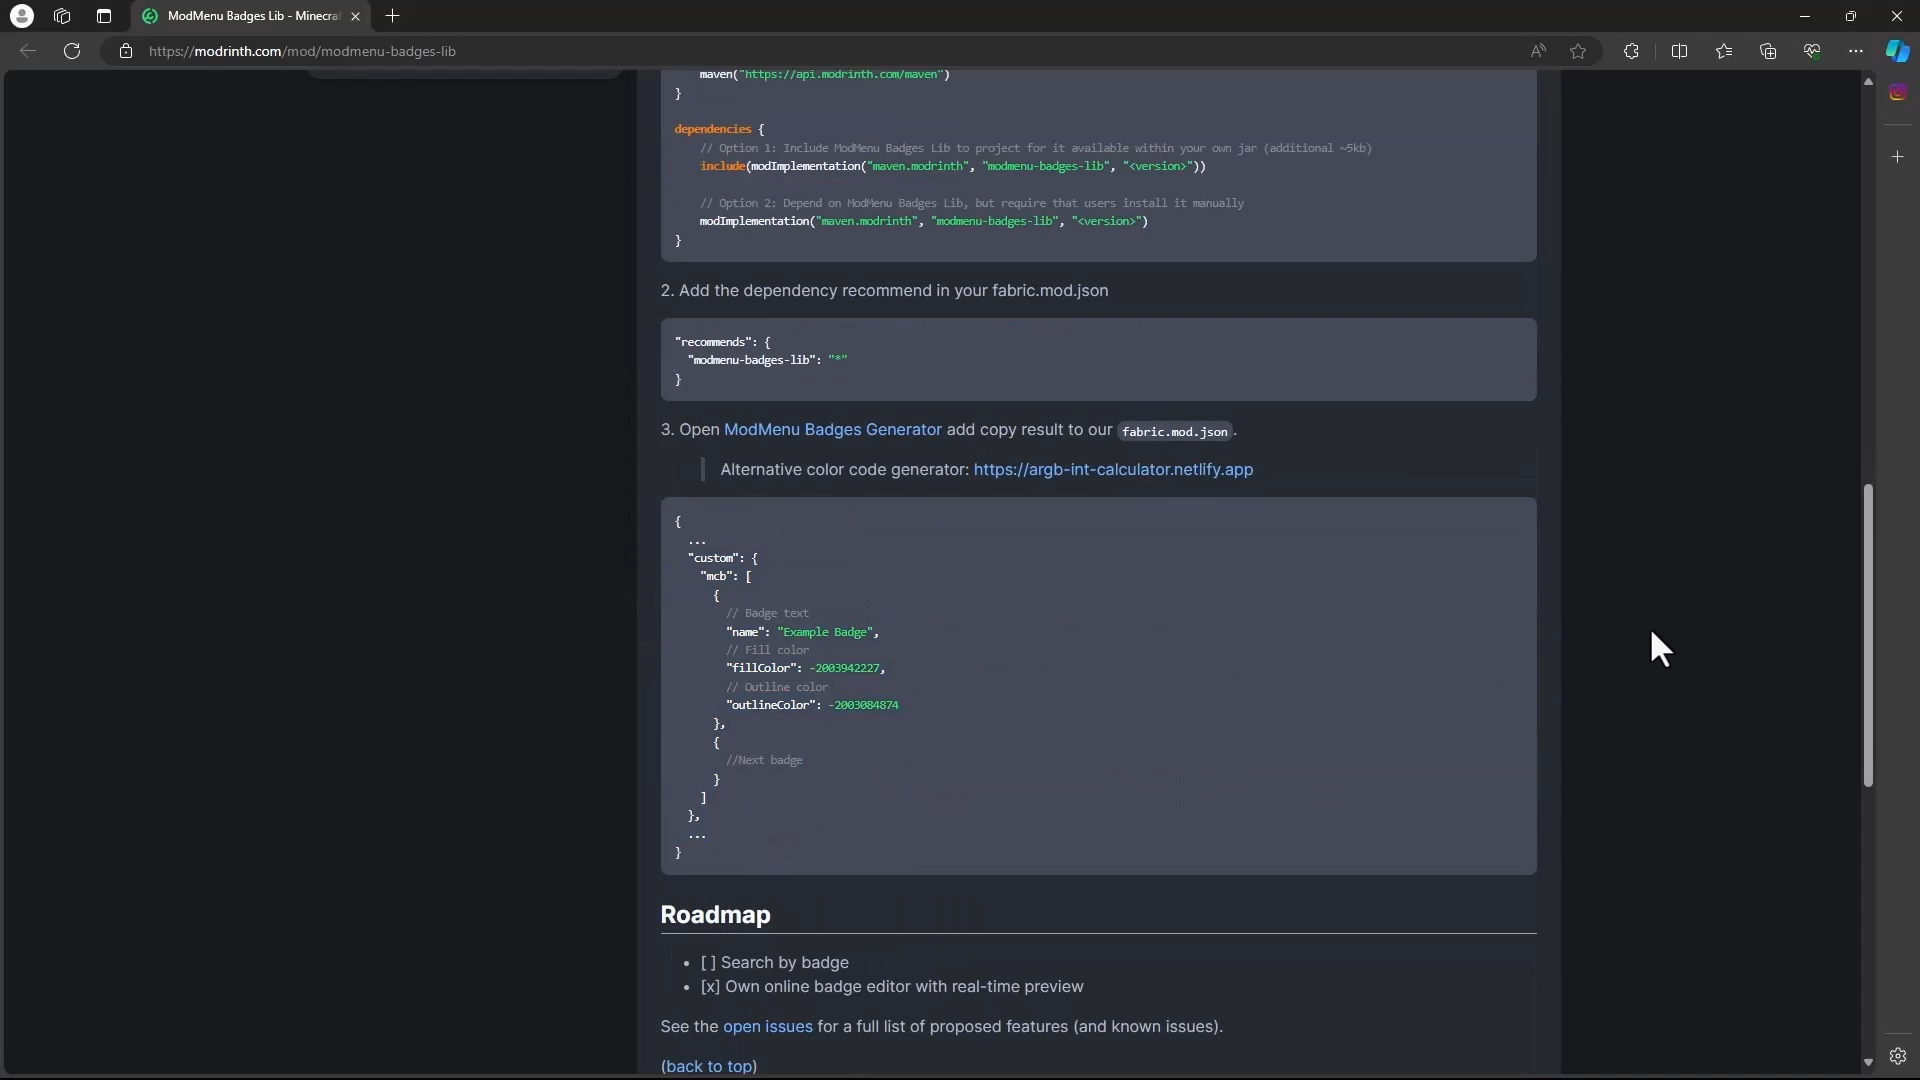 ModMenu Badges Lib - Minecra
https://modrinth.com/mod/modmenu-badges-lib
maven("https://api.modrinth.com/maven")
}
dependencies {
// Option 1: Include ModMenu Badges Lib to project for it available within your own jar (additional ~5kb)
include(modImplementation("maven.modrinth", "modmenu-badges-lib", "<version>"))
// Option 2: Depend on ModMenu Badges Lib, but require that users install it manually
modImplementation("maven.modrinth", "modmenu-badges-lib", "<version>")
}
2. Add the dependency recommend in your fabric.mod.json
"recommends": {
"modmenu-badges-lib": "*"
}
3. Open ModMenu Badges Generator add copy result to our fabric.mod.json.
Alternative color code generator: https://argb-int-calculator.netlify.app
{
...
"custom": {
"mcb": [
{
// Badge text
"name": "Example Badge",
// Fill color
"fillColor": -2003942227,
// Outline color
"outlineColor": -2003084874
},
{
//Next badge
}
]
},
...
}
Roadmap
• [ ] Search by badge
• [x] Own online badge editor with real-time preview
See the open issues for a full list of proposed features (and known issues).
(back to top)